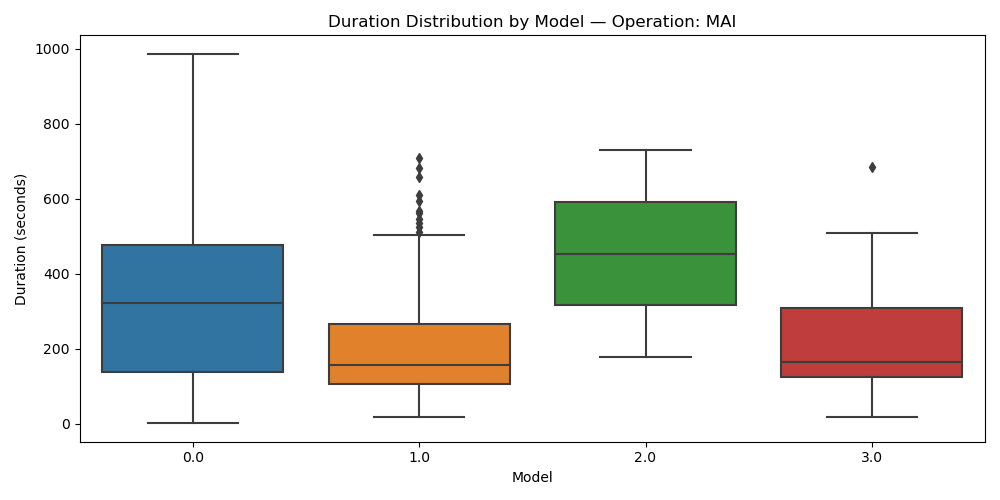 Duration Distribution by Model — Operation: MAI
Duration (seconds)
1000
800
600
400
200
0
0.0 1.0 2.0 3.0
Model